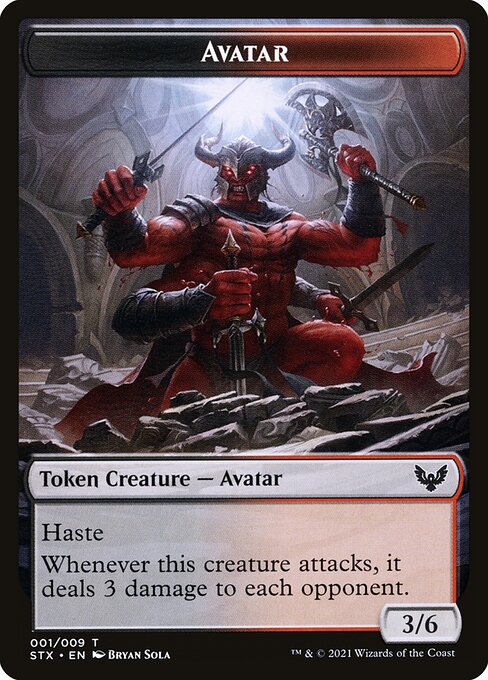 Avatar
Token Creature — Avatar
Haste
Whenever this creature attacks, it
deals 3 damage to each opponent.
3/6
001/009 T
STX • EN Bryan Sola
™ & © 2021 Wizards of the Coast